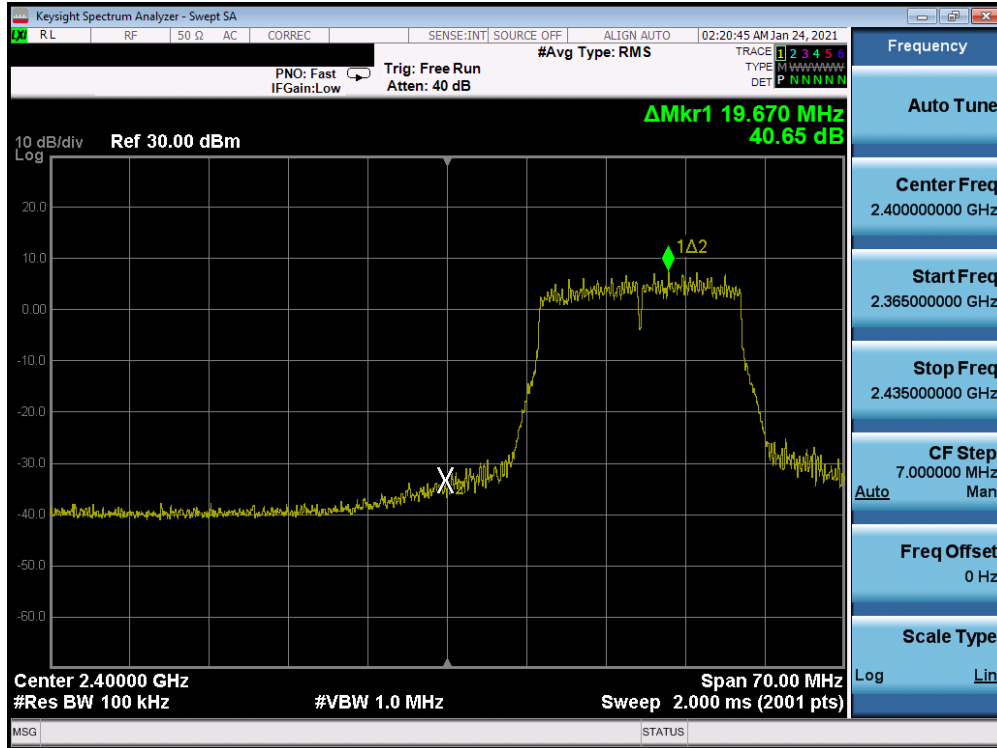 Keysight Spectrum Analyzer - Swept SA
LXI RL RF 50 Ω AC CORREC SENSE:INT SOURCE OFF ALIGN AUTO 02:20:45 AM Jan 24, 2021
PNO: Fast
IFGain:Low
Trig: Free Run
Atten: 40 dB
#Avg Type: RMS
TRACE 1 2 3 4 5 6
TYPE M WWWWW
DET P N N N N N
ΔMkr1 19.670 MHz
40.65 dB
10 dB/div Ref 30.00 dBm
Log
20.0
10.0
0.00
-10.0
-20.0
-30.0
-40.0
-50.0
-60.0
1Δ2
X2
Center 2.40000 GHz Span 70.00 MHz
#Res BW 100 kHz #VBW 1.0 MHz Sweep 2.000 ms (2001 pts)
MSG STATUS
Frequency
Auto Tune
Center Freq
2.400000000 GHz
Start Freq
2.365000000 GHz
Stop Freq
2.435000000 GHz
CF Step
7.000000 MHz
Auto Man
Freq Offset
0 Hz
Scale Type
Log Lin